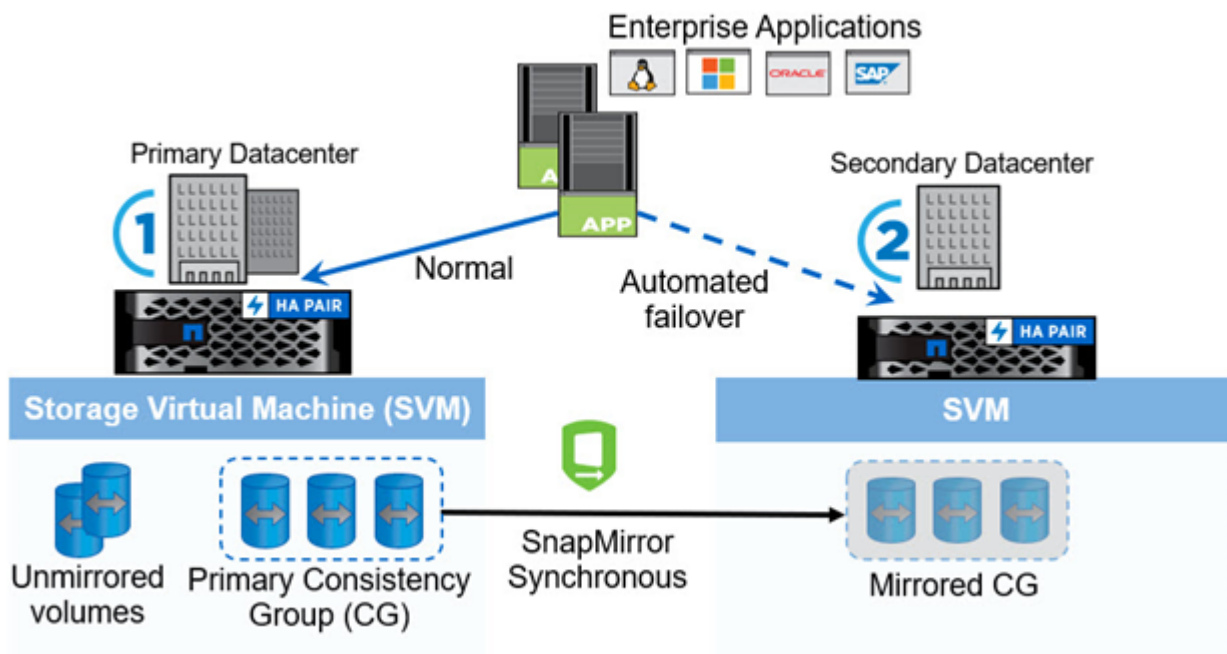 Enterprise Applications
ORACLE
SAP
Primary Datacenter
Secondary Datacenter
1
A
APP
2
Normal
Automated
failover
HA PAIR
HA PAIR
Storage Virtual Machine (SVM)
SVM
Unmirrored
volumes
Primary Consistency
Group (CG)
SnapMirror
Synchronous
Mirrored CG